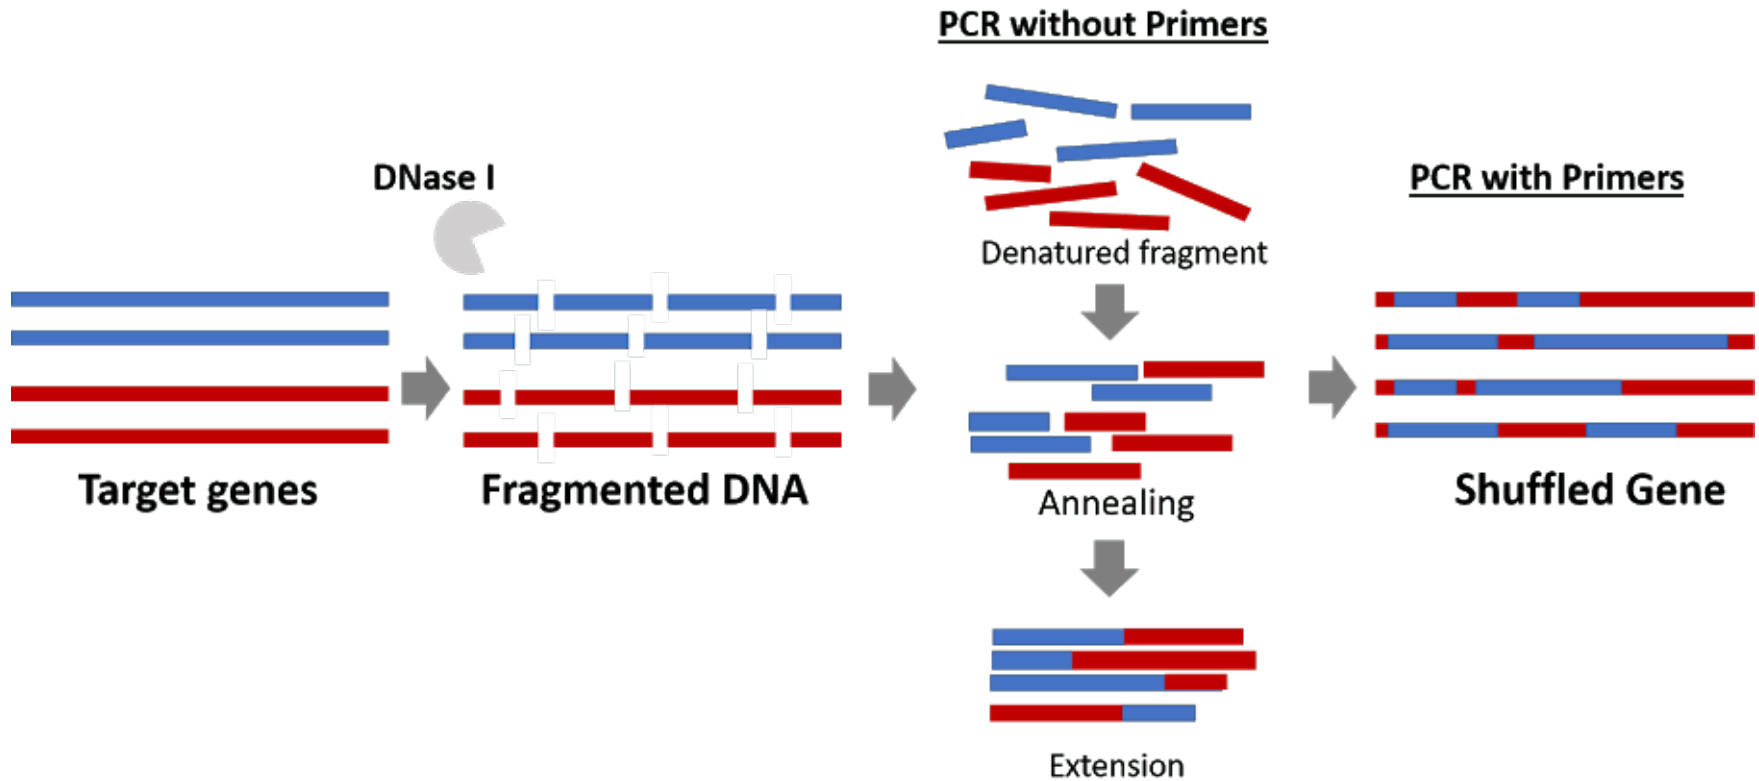 PCR without Primers
DNase I
PCR with Primers
Denatured fragment
Target genes
Fragmented DNA
Annealing
Shuffled Gene
Extension